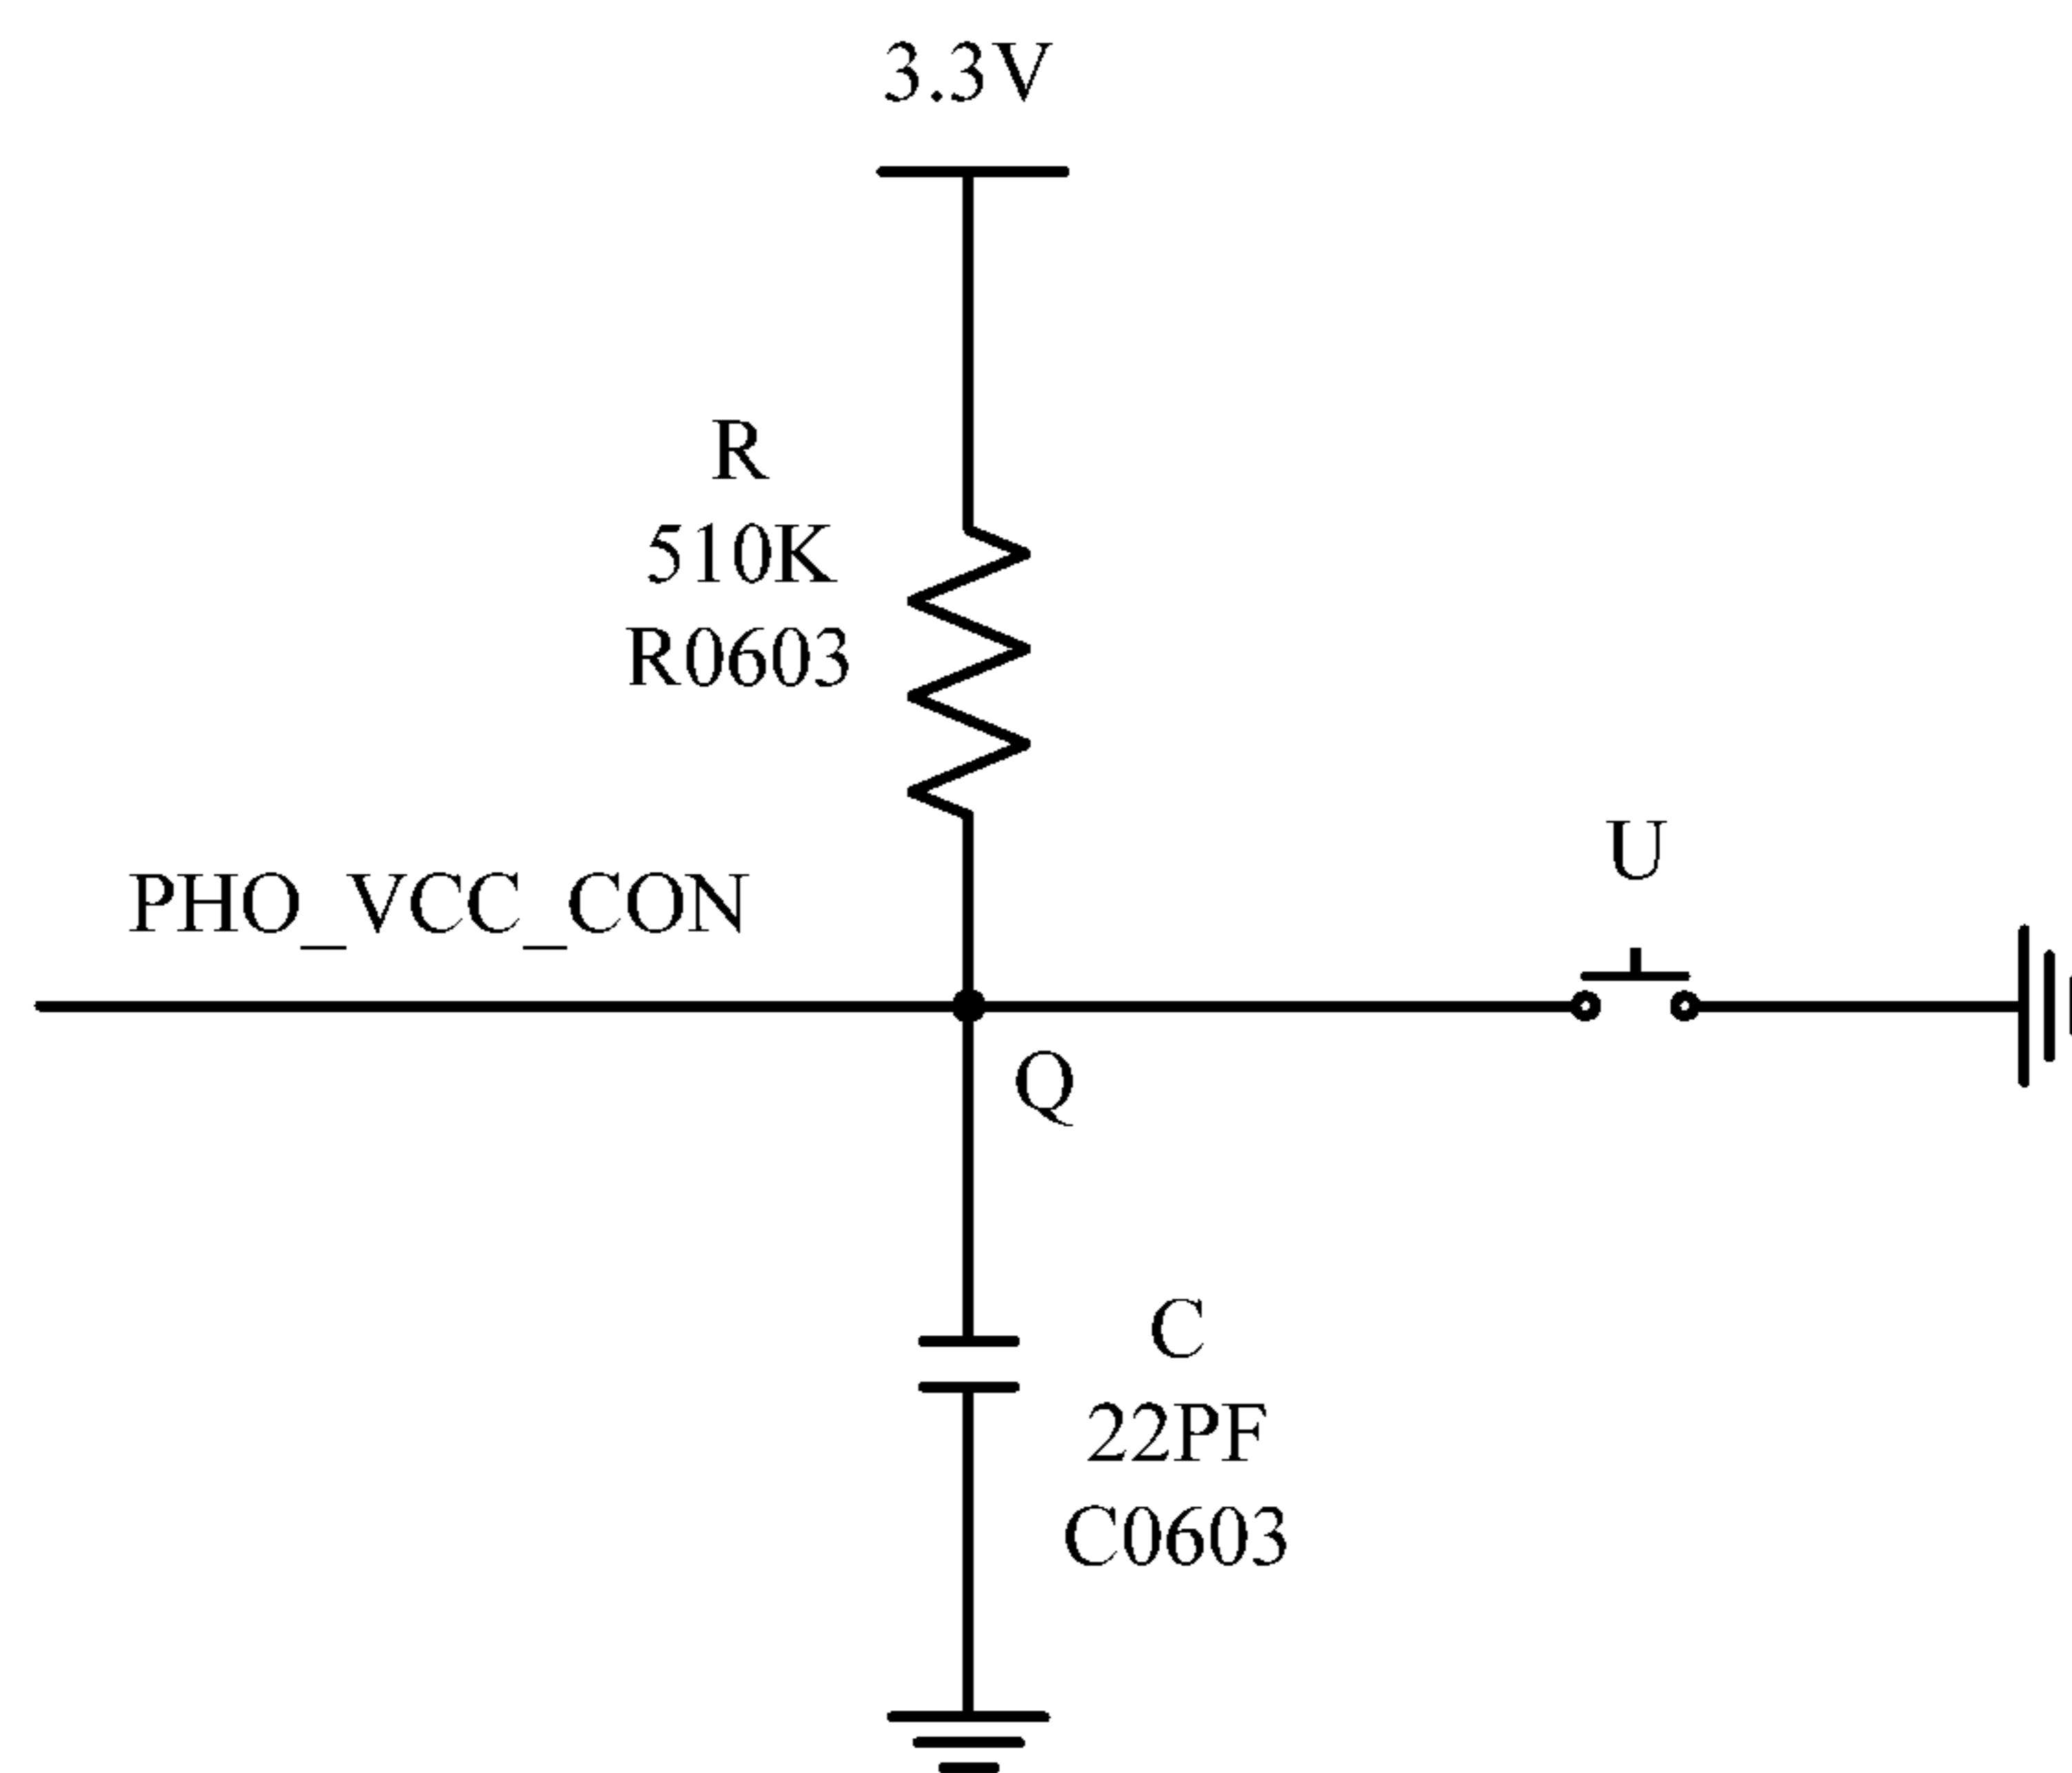 3.3V
R
510K
R0603
PHO_VCC_CON
U
Q
C
22PF
C0603